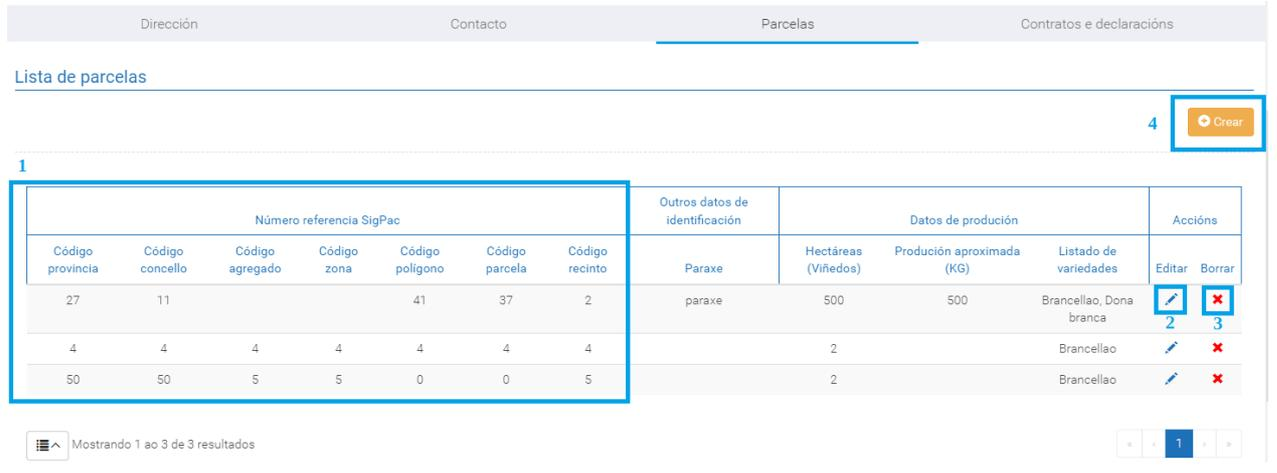 Dirección Contacto Parcelas Contratos e declaracións
Lista de parcelas
4 Crear
1
Número referencia SigPac Outros datos de identificación Datos de produción Accións
Código provincia Código concello Código agregado Código zona Código polígono Código parcela Código recinto Paraxe Hectáreas (Viñedos) Produción aproximada (KG) Listado de variedades Editar Borrar
27 11 41 37 2 paraxe 500 500 Brancellao, Dona branca
2 3
4 4 4 4 4 4 4 2 Brancellao
50 50 5 5 0 0 5 2 Brancellao
Mostrando 1 ao 3 de 3 resultados « ‹ 1 › »